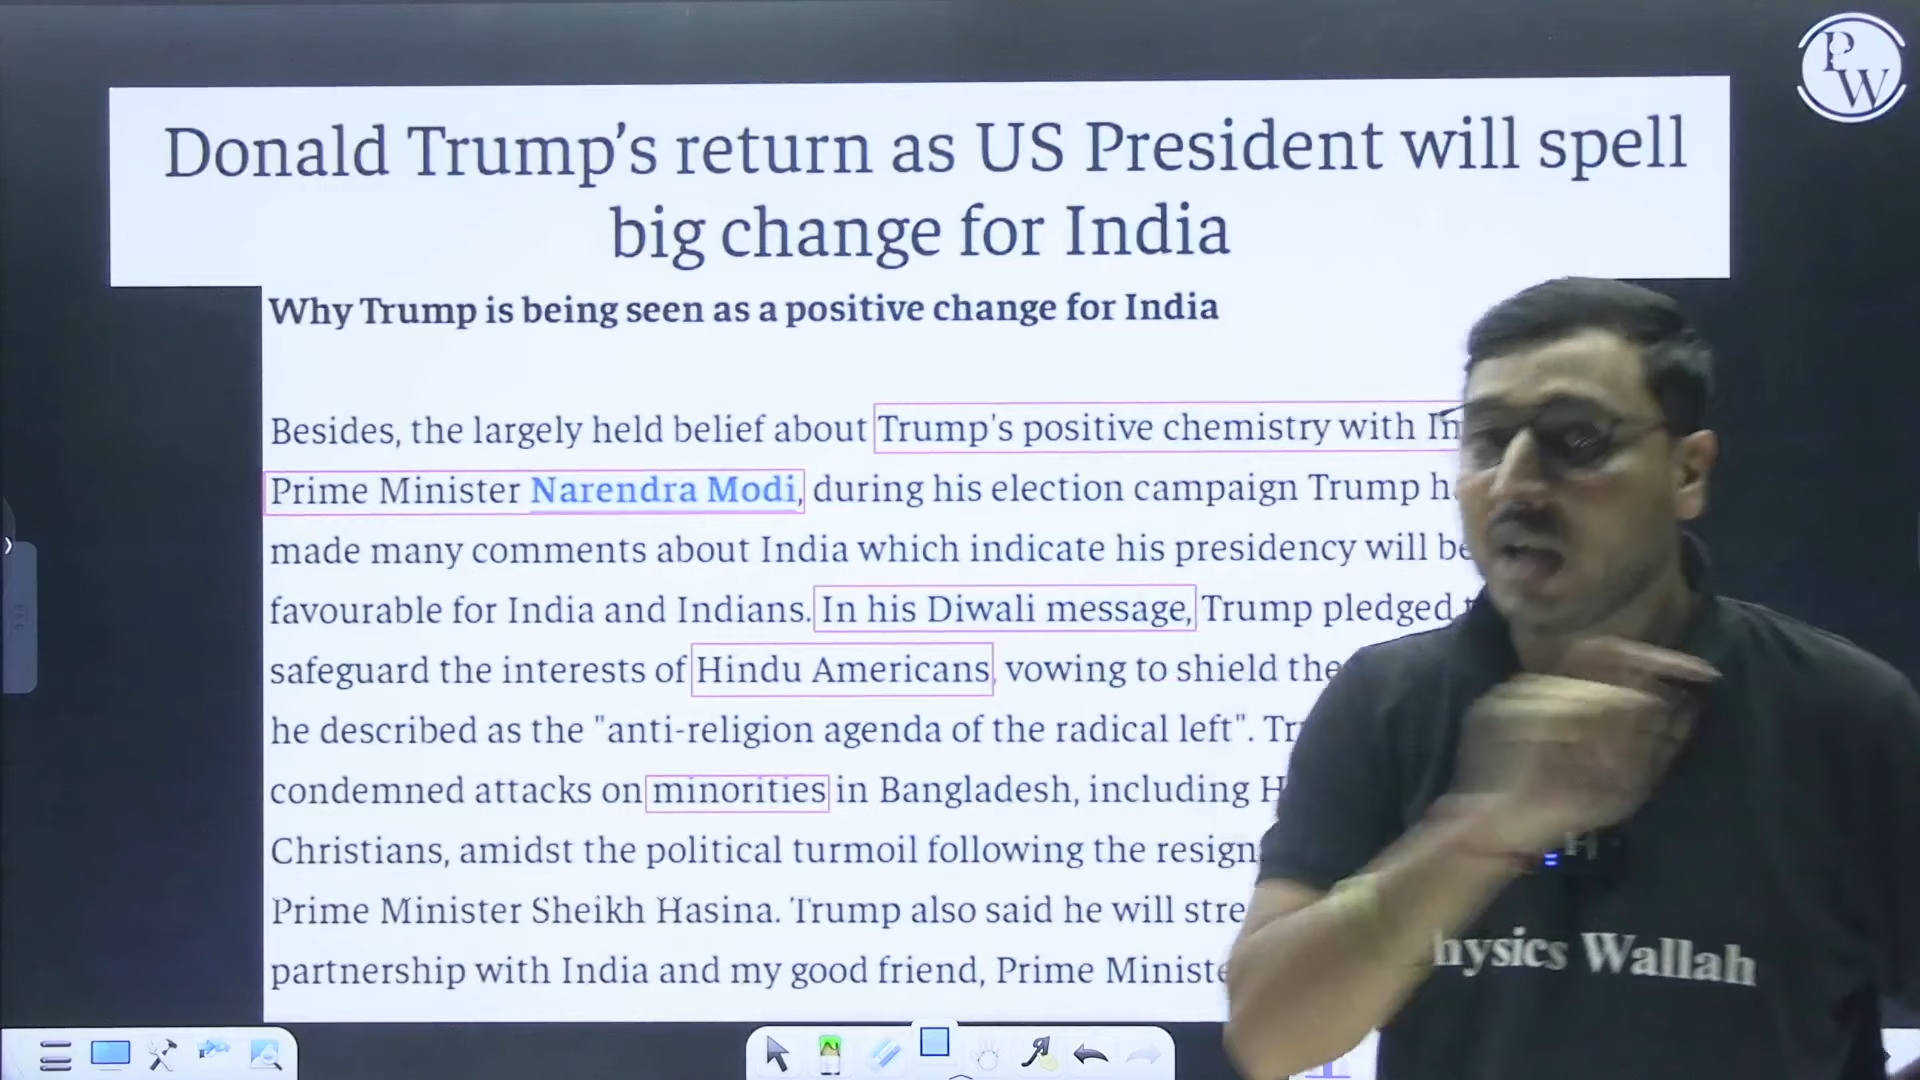 PW
Donald Trump's return as US President will spell
big change for India
Why Trump is being seen as a positive change for India
Besides, the largely held belief about Trump's positive chemistry with In
Prime Minister Narendra Modi, during his election campaign Trump h
made many comments about India which indicate his presidency will be
favourable for India and Indians. In his Diwali message, Trump pledged t
safeguard the interests of Hindu Americans, vowing to shield the
he described as the "anti-religion agenda of the radical left". Tr
condemned attacks on minorities in Bangladesh, including H
Christians, amidst the political turmoil following the resign
Prime Minister Sheikh Hasina. Trump also said he will stre
partnership with India and my good friend, Prime Ministe
hysics Wallah